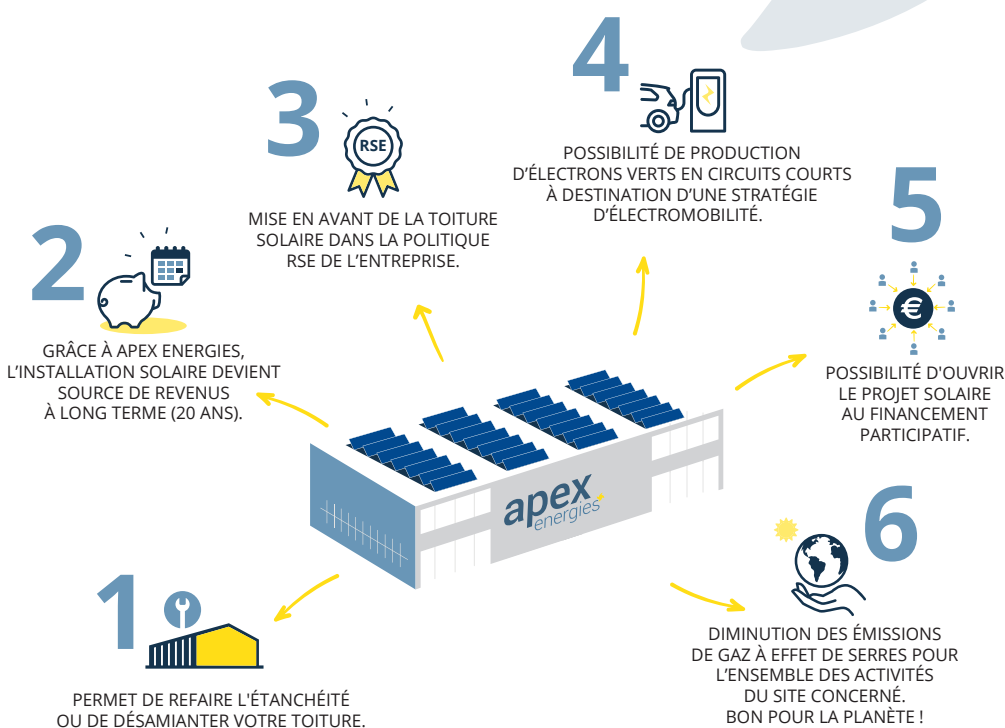 1
PERMET DE REFAIRE L'ÉTANCHÉITÉ
OU DE DÉSAMIANTER VOTRE TOITURE.
2
GRÂCE À APEX ENERGIES,
L'INSTALLATION SOLAIRE DEVIENT
SOURCE DE REVENUS
À LONG TERME (20 ANS).
3
RSE
MISE EN AVANT DE LA TOITURE
SOLAIRE DANS LA POLITIQUE
RSE DE L'ENTREPRISE.
4
POSSIBILITÉ DE PRODUCTION
D'ÉLECTRONS VERTS EN CIRCUITS COURTS
À DESTINATION D'UNE STRATÉGIE
D'ÉLECTROMOBILITÉ.
5
€
POSSIBILITÉ D'OUVRIR
LE PROJET SOLAIRE
AU FINANCEMENT
PARTICIPATIF.
6
DIMINUTION DES ÉMISSIONS
DE GAZ À EFFET DE SERRES POUR
L'ENSEMBLE DES ACTIVITÉS
DU SITE CONCERNÉ.
BON POUR LA PLANÈTE !
apex
energies